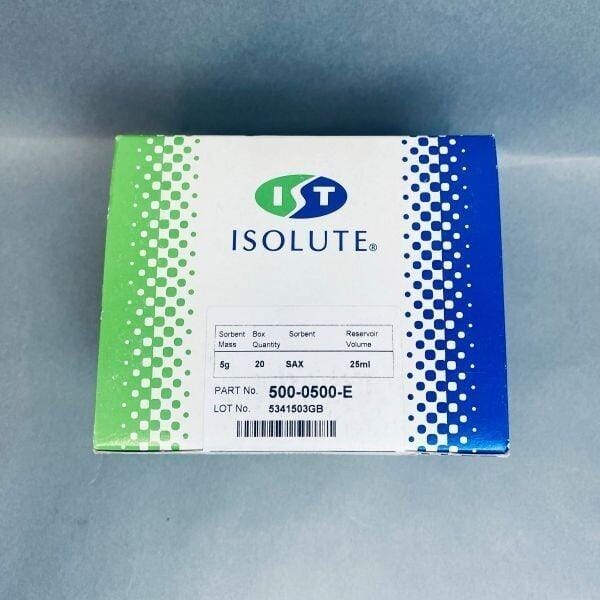 IST
ISOLUTE®
Sorbent Mass Box Quantity Sorbent Reservoir Volume
5g 20 SAX 25ml
PART No. 500-0500-E
LOT No. 5341503GB